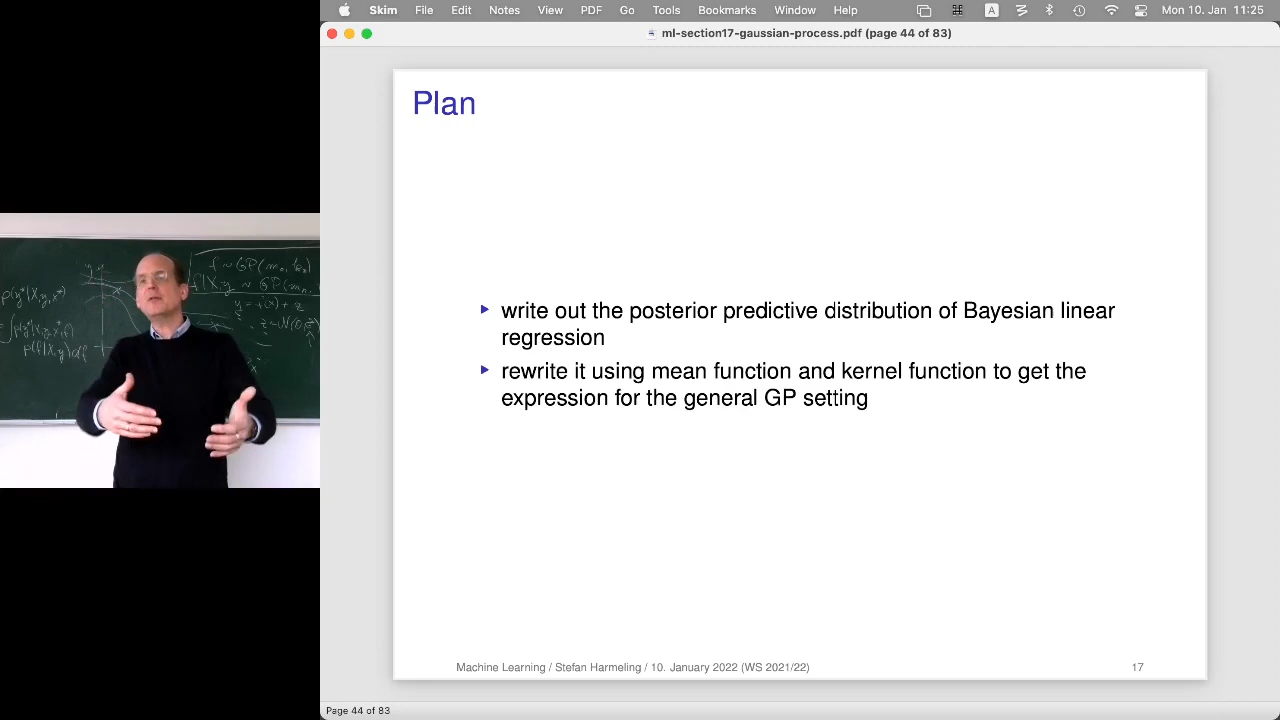 Skim File Edit Notes View PDF Go Tools Bookmarks Window Help
A
Mon 10. Jan 11:25
ml-section17-gaussian-process.pdf (page 44 of 83)
Plan
write out the posterior predictive distribution of Bayesian linear
regression
rewrite it using mean function and kernel function to get the
expression for the general GP setting
Machine Learning / Stefan Harmeling / 10. January 2022 (WS 2021/22)
17
Page 44 of 83
p(y*|X,y,x*)
p(f|X,y)df